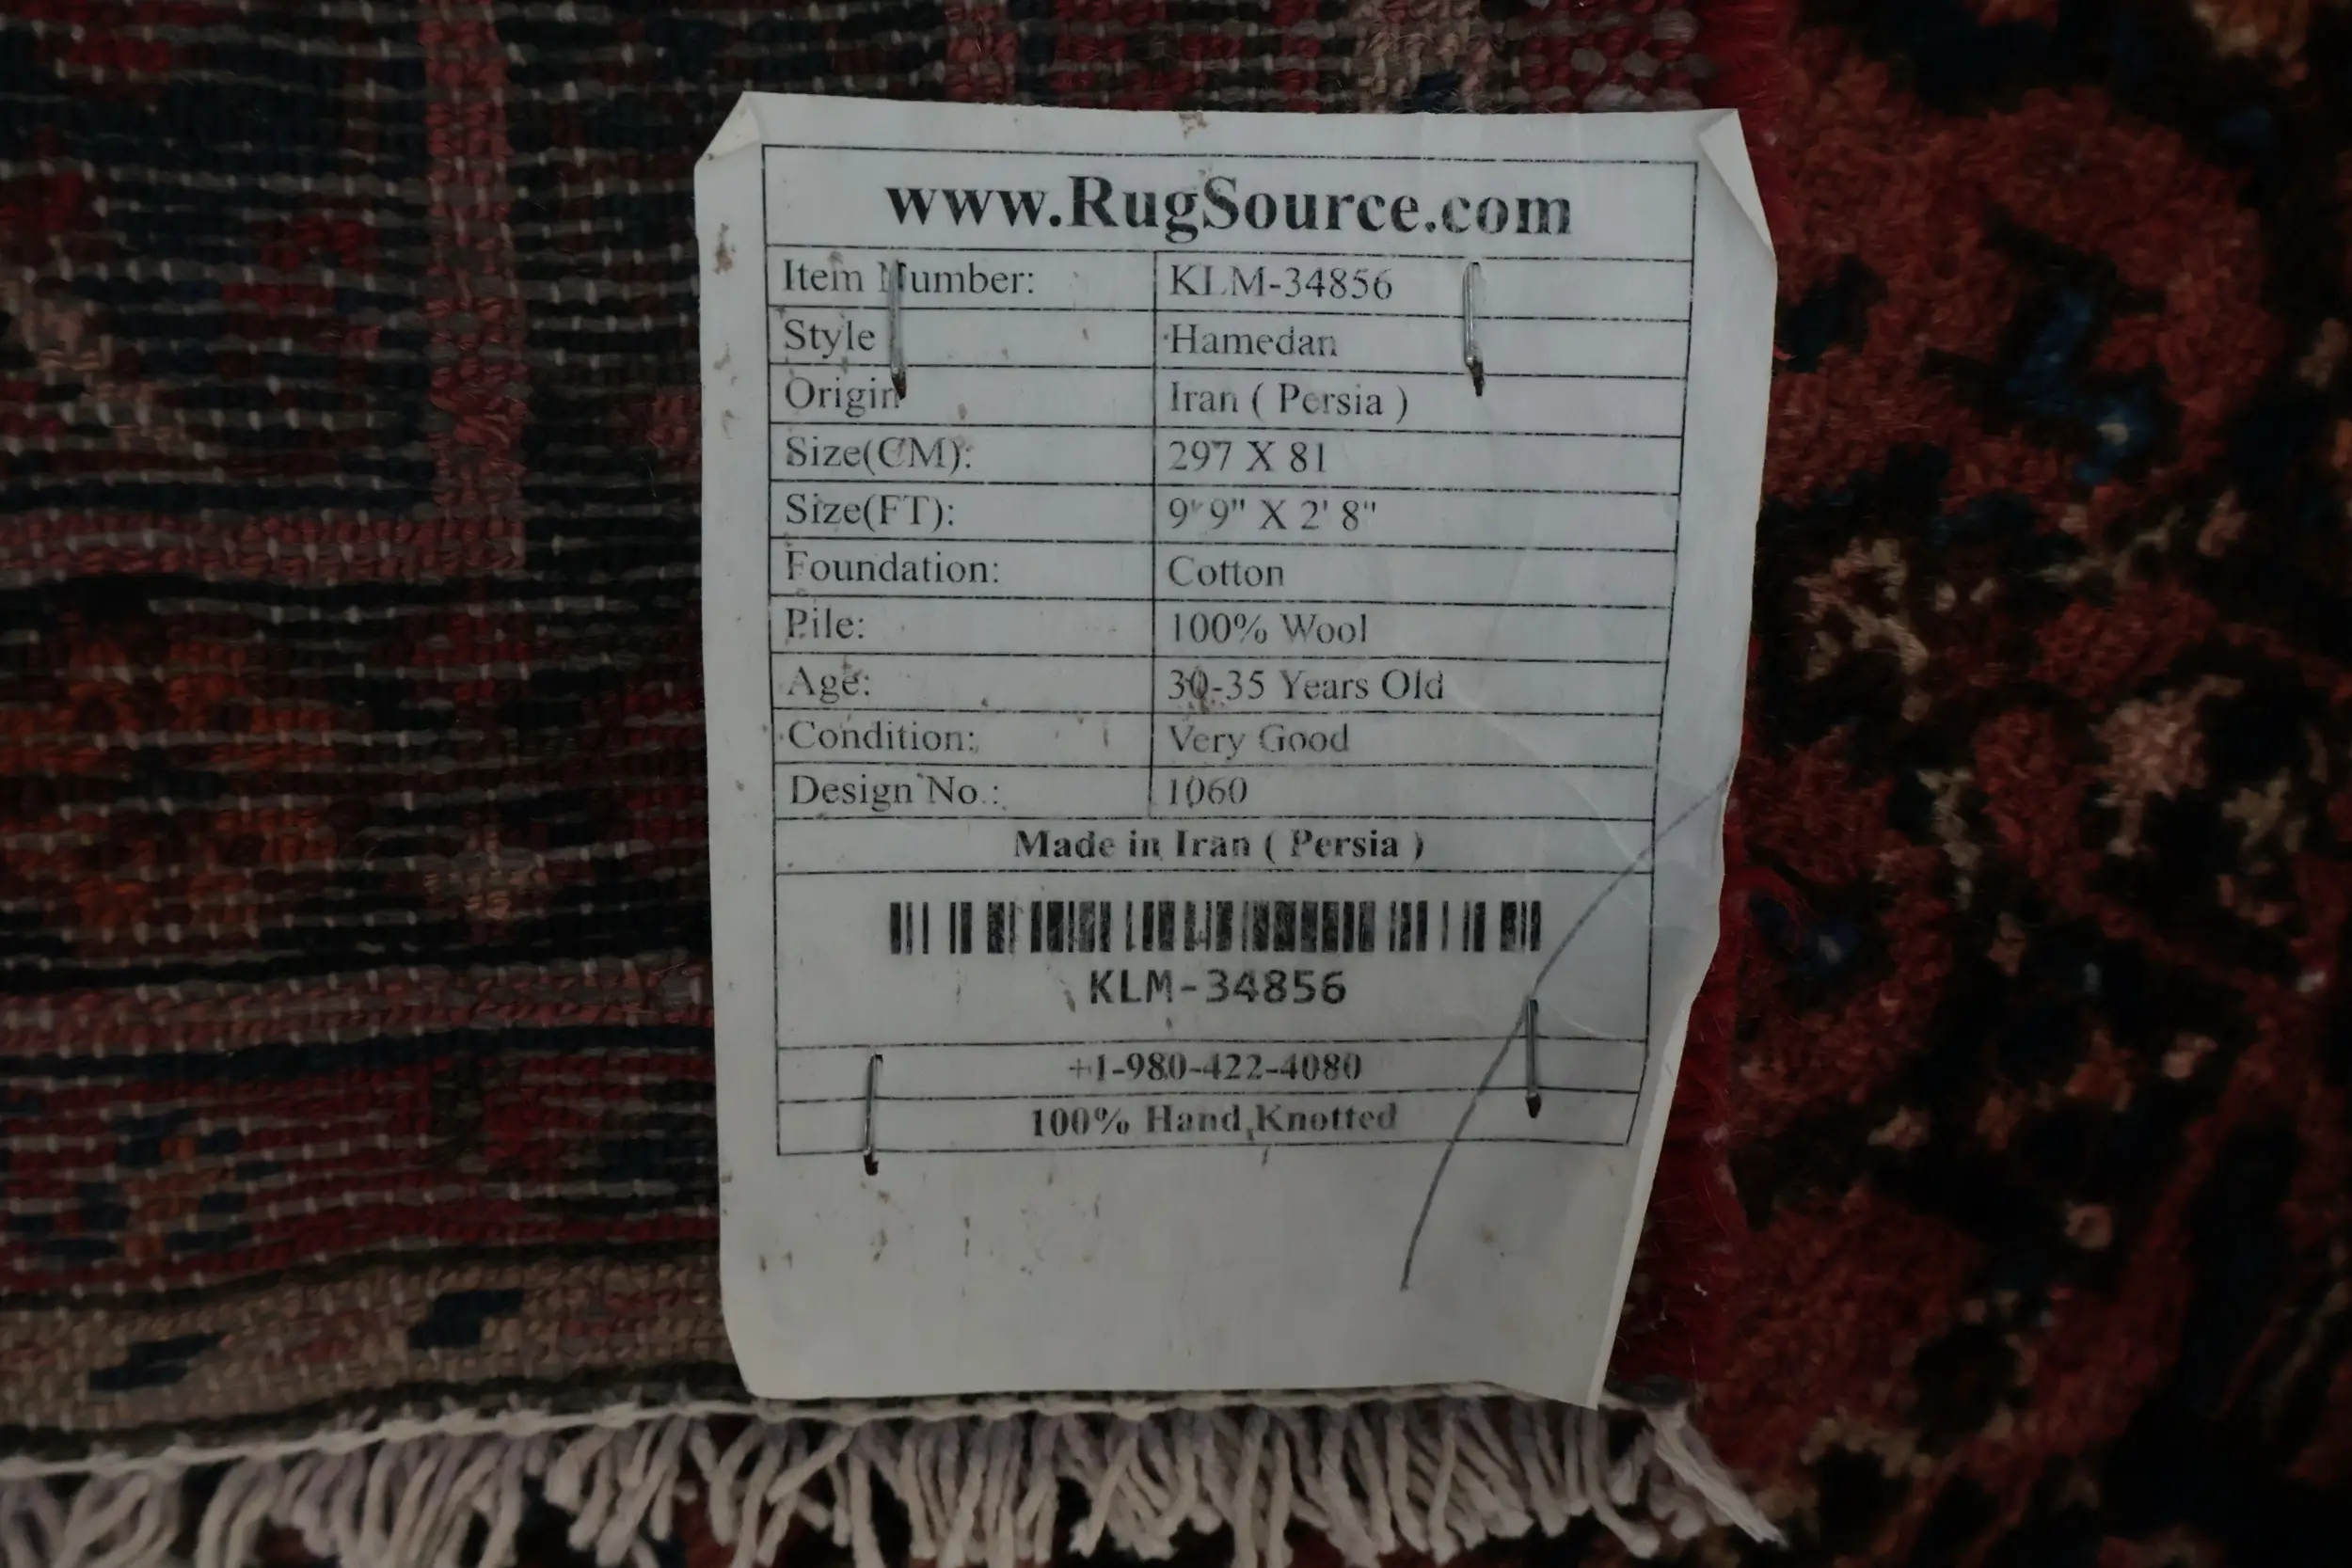 www.RugSource.com
Item Number: KLM-34856
Style Hamedan
Origin Iran ( Persia )
Size(CM): 297 X 81
Size(FT): 9' 9" X 2' 8"
Foundation: Cotton
Pile: 100% Wool
Age: 30-35 Years Old
Condition: Very Good
Design No.: 1060
Made in Iran ( Persia )
KLM-34856
+1-980-422-4080
100% Hand Knotted